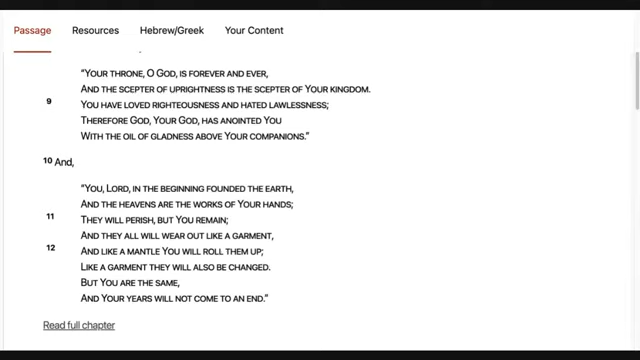 Passage Resources Hebrew/Greek Your Content
“Your throne, O God, is forever and ever,
And the scepter of uprightness is the scepter of Your kingdom.
9 You have loved righteousness and hated lawlessness;
Therefore God, Your God, has anointed You
With the oil of gladness above Your companions.”
10 And,
“You, Lord, in the beginning founded the earth,
And the heavens are the works of Your hands;
11 They will perish, but You remain;
And they all will wear out like a garment,
12 And like a mantle You will roll them up;
Like a garment they will also be changed.
But You are the same,
And Your years will not come to an end.”
Read full chapter